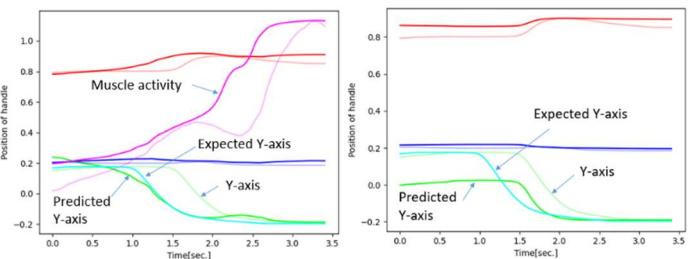 Position of handle
1.0
0.8
0.6
0.4
0.2
0.0
−0.2
Muscle activity
Expected Y-axis
Y-axis
Predicted
Y-axis
0.0 0.5 1.0 1.5 2.0 2.5 3.0 3.5
Time[sec.]
Position of handle
0.8
0.6
0.4
0.2
0.0
−0.2
Expected Y-axis
Y-axis
Predicted
Y-axis
0.0 0.5 1.0 1.5 2.0 2.5 3.0 3.5
Time[sec.]